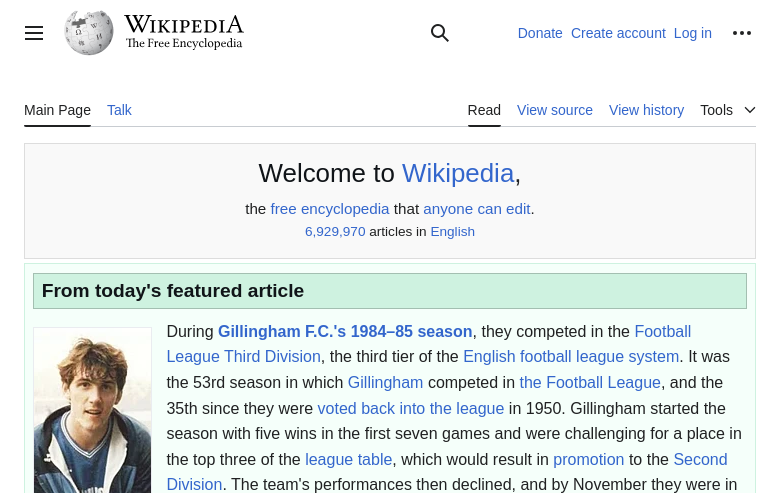 WIKIPEDIA
The Free Encyclopedia
Donate Create account Log in
Main Page Talk Read View source View history Tools
Welcome to Wikipedia,
the free encyclopedia that anyone can edit.
6,929,970 articles in English
From today's featured article
During Gillingham F.C.'s 1984–85 season, they competed in the Football
League Third Division, the third tier of the English football league system. It was
the 53rd season in which Gillingham competed in the Football League, and the
35th since they were voted back into the league in 1950. Gillingham started the
season with five wins in the first seven games and were challenging for a place in
the top three of the league table, which would result in promotion to the Second
Division. The team's performances then declined, and by November they were in